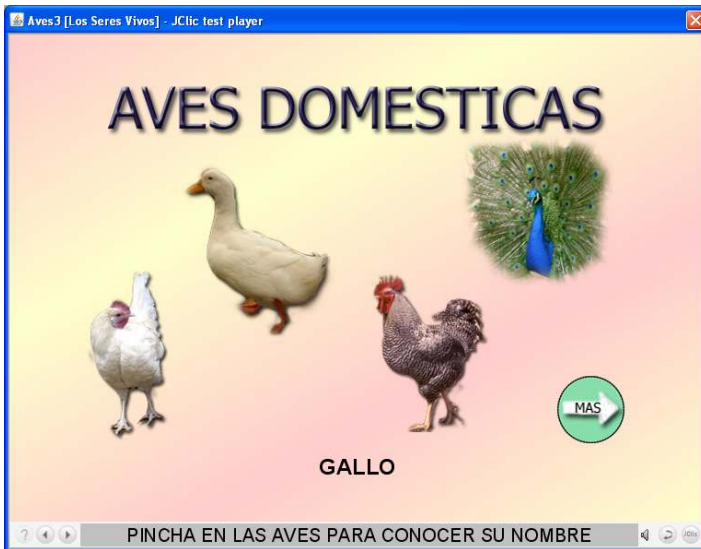 Aves3 [Los Seres Vivos] - JClic test player
AVES DOMESTICAS
MAS
GALLO
? PINCHA EN LAS AVES PARA CONOCER SU NOMBRE JClic